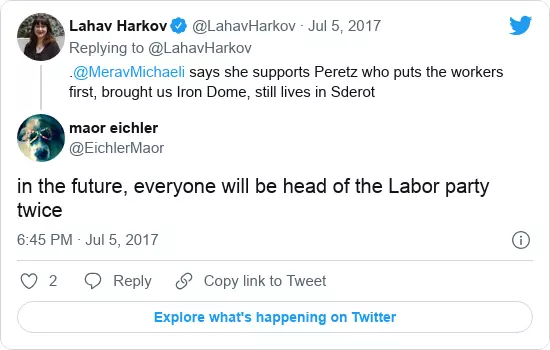 Lahav Harkov @LahavHarkov · Jul 5, 2017
Replying to @LahavHarkov
.@MeravMichaeli says she supports Peretz who puts the workers
first, brought us Iron Dome, still lives in Sderot
maor eichler
@EichlerMaor
in the future, everyone will be head of the Labor party
twice
6:45 PM · Jul 5, 2017
2 Reply Copy link to Tweet
Explore what's happening on Twitter